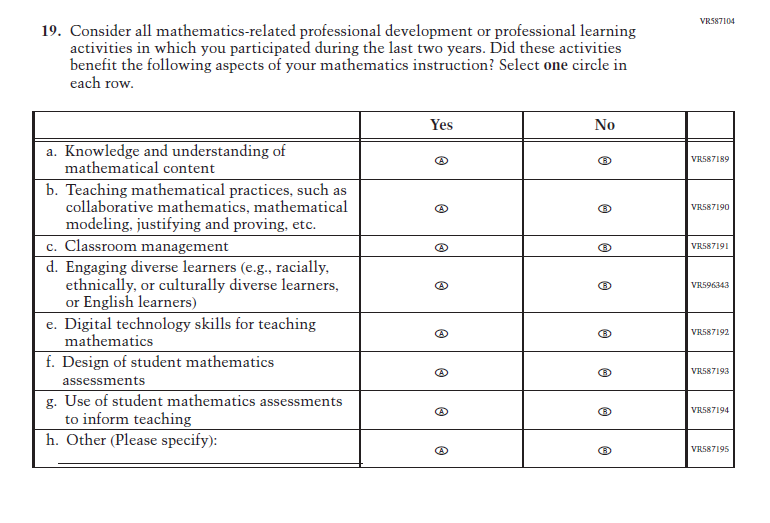 VR587104
19. Consider all mathematics-related professional development or professional learning
activities in which you participated during the last two years. Did these activities
benefit the following aspects of your mathematics instruction? Select one circle in
each row.
Yes No
a. Knowledge and understanding of
mathematical content
A B VR587189
b. Teaching mathematical practices, such as
collaborative mathematics, mathematical
modeling, justifying and proving, etc.
A B VR587190
c. Classroom management A B VR587191
d. Engaging diverse learners (e.g., racially,
ethnically, or culturally diverse learners,
or English learners)
A B VR596343
e. Digital technology skills for teaching
mathematics
A B VR587192
f. Design of student mathematics
assessments
A B VR587193
g. Use of student mathematics assessments
to inform teaching
A B VR587194
h. Other (Please specify):
A B VR587195